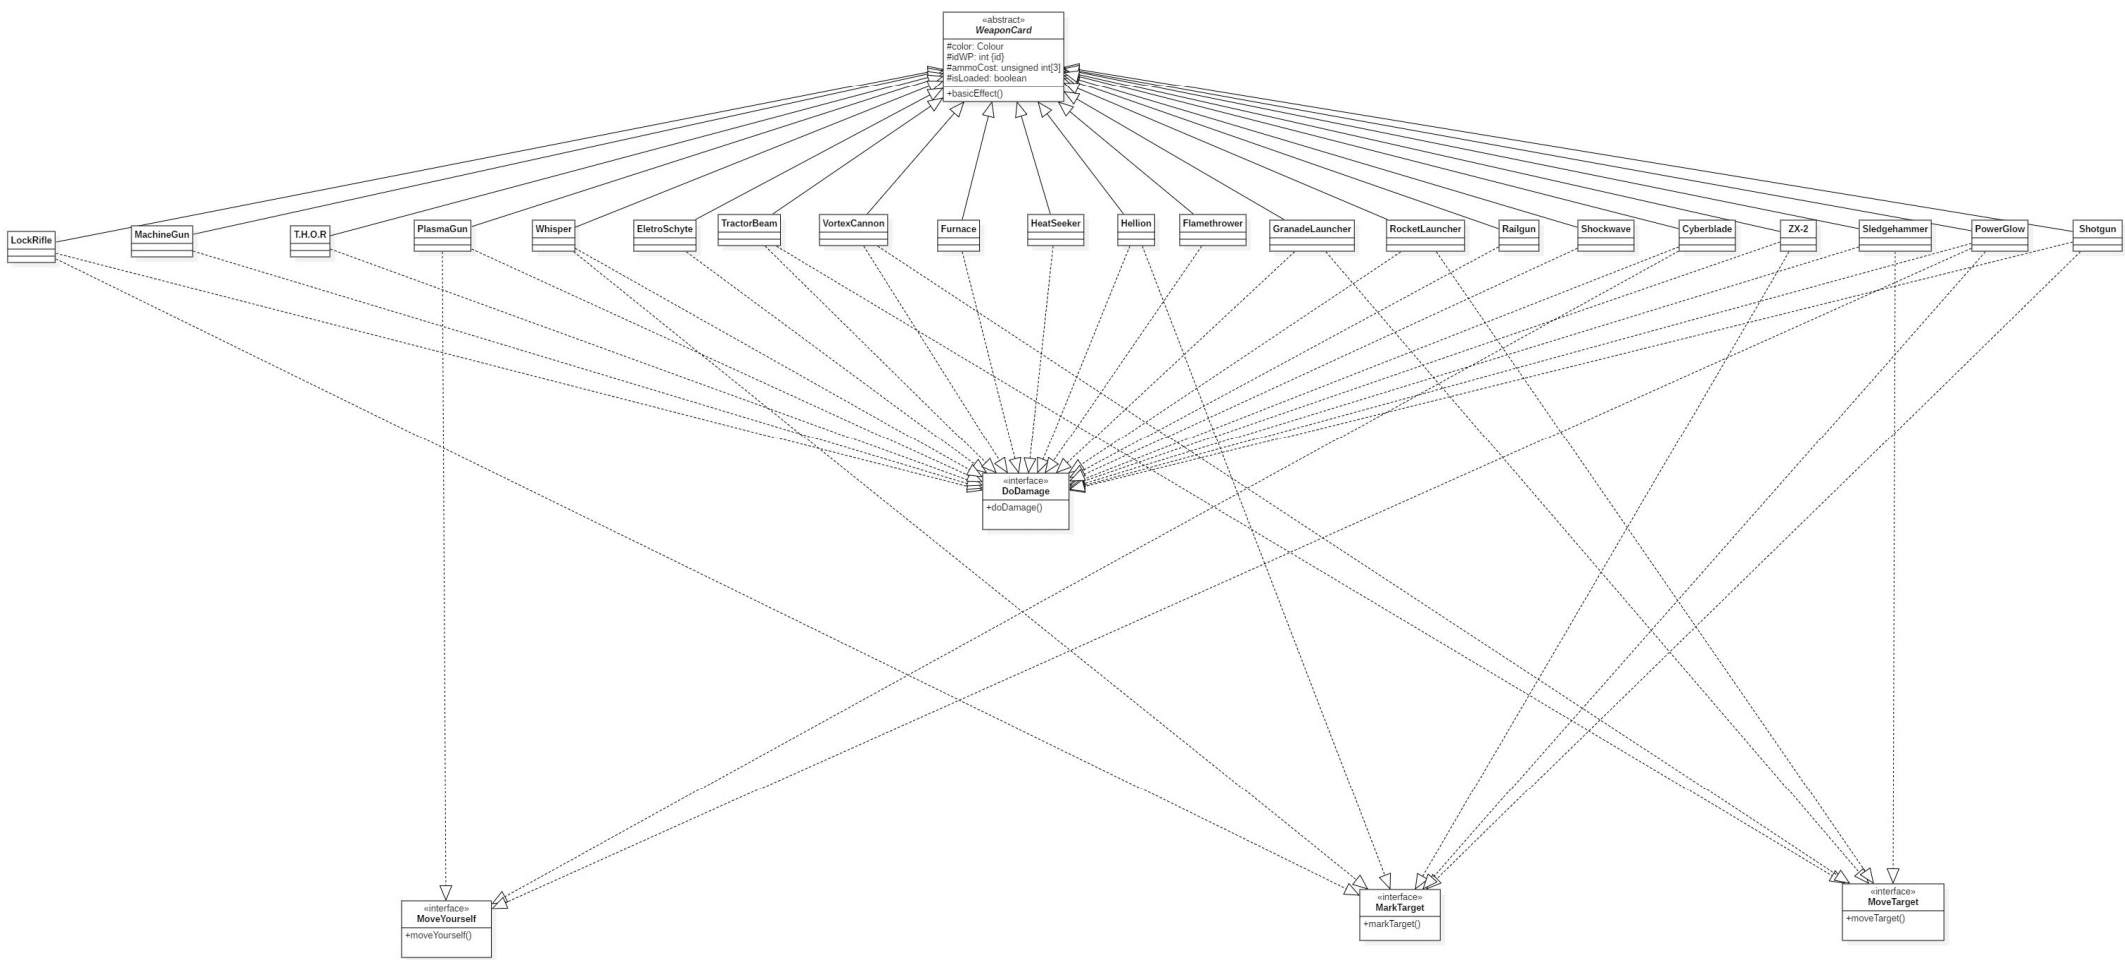 «abstract»
WeaponCard
#color: Colour
#idWP: int {id}
#ammoCost: unsigned int[3]
#isLoaded: boolean
+basicEffect()
LockRifle
MachineGun
T.H.O.R
PlasmaGun
Whisper
EletroSchyte
TractorBeam
VortexCannon
Furnace
HeatSeeker
Hellion
Flamethrower
GranadeLauncher
RocketLauncher
Railgun
Shockwave
Cyberblade
ZX-2
Sledgehammer
PowerGlow
Shotgun
«interface»
DoDamage
+doDamage()
«interface»
MoveYourself
+moveYourself()
«interface»
MarkTarget
+markTarget()
«interface»
MoveTarget
+moveTarget()